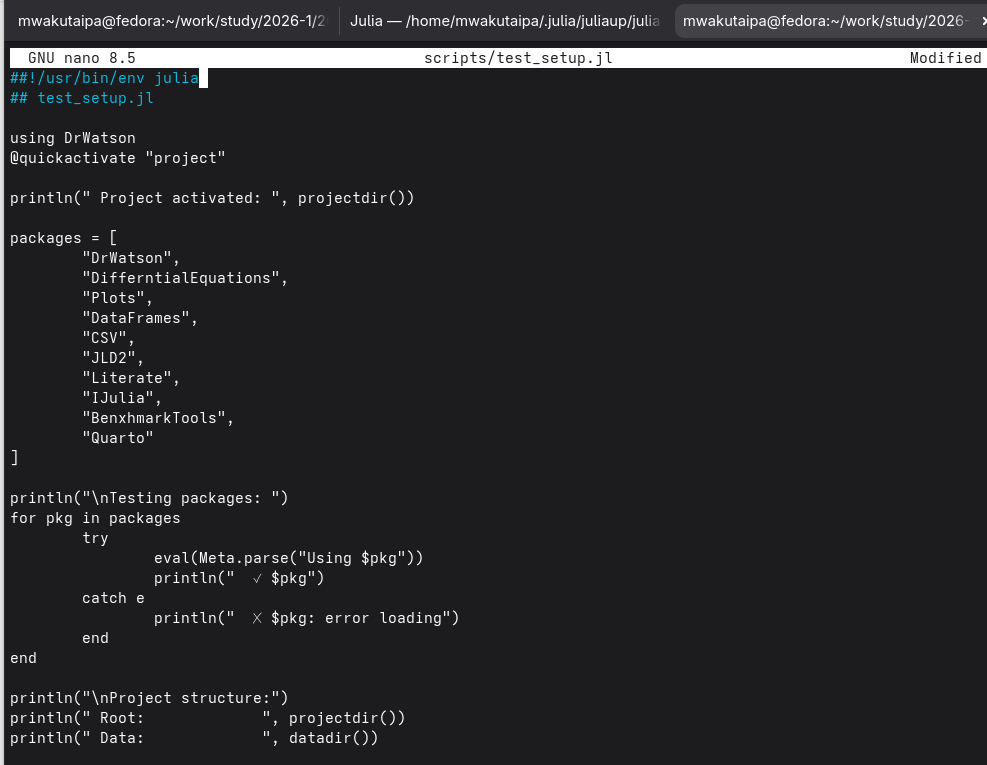 mwakutaipa@fedora:~/work/study/2026-1/2 Julia — /home/mwakutaipa/.julia/juliaup/julia mwakutaipa@fedora:~/work/study/2026- ×
GNU nano 8.5 scripts/test_setup.jl Modified
##!/usr/bin/env julia
## test_setup.jl
using DrWatson
@quickactivate "project"
println(" Project activated: ", projectdir())
packages = [
"DrWatson",
"DifferntialEquations",
"Plots",
"DataFrames",
"CSV",
"JLD2",
"Literate",
"IJulia",
"BenxhmarkTools",
"Quarto"
]
println("\nTesting packages: ")
for pkg in packages
try
eval(Meta.parse("Using $pkg"))
println("  ✓ $pkg")
catch e
println("  ✗ $pkg: error loading")
end
end
println("\nProject structure:")
println(" Root:             ", projectdir())
println(" Data:             ", datadir())